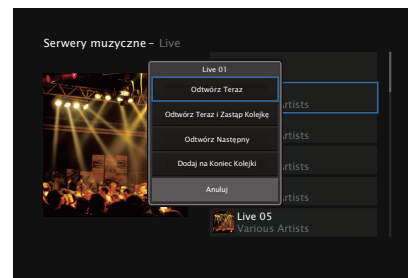 Serwery muzyczne – Live
Live 01
Odtwórz Teraz
Odtwórz Teraz i Zastąp Kolejkę
Odtwórz Następny
Dodaj na Koniec Kolejki
Anuluj
Artists
Artists
Artists
Artists
Live 05
Various Artists